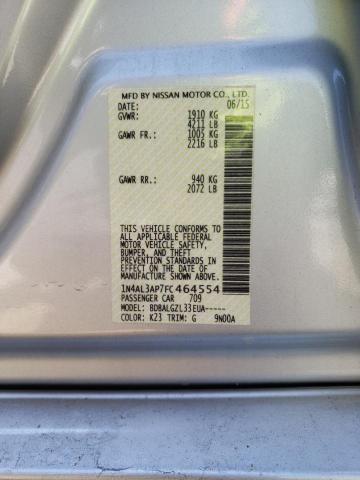 MFD BY NISSAN MOTOR CO., LTD.
DATE: 06/15
GVWR: 1910 KG
4211 LB
GAWR FR.: 1005 KG
2216 LB
GAWR RR.: 940 KG
2072 LB
THIS VEHICLE CONFORMS TO
ALL APPLICABLE FEDERAL
MOTOR VEHICLE SAFETY,
BUMPER, AND THEFT
PREVENTION STANDARDS IN
EFFECT ON THE DATE OF
MANUFACTURE SHOWN ABOVE.
1N4AL3AP7FC464554
PASSENGER CAR 709
MODEL: BDBALGZL33EUA-----
COLOR: K23 TRIM: G 9N00A